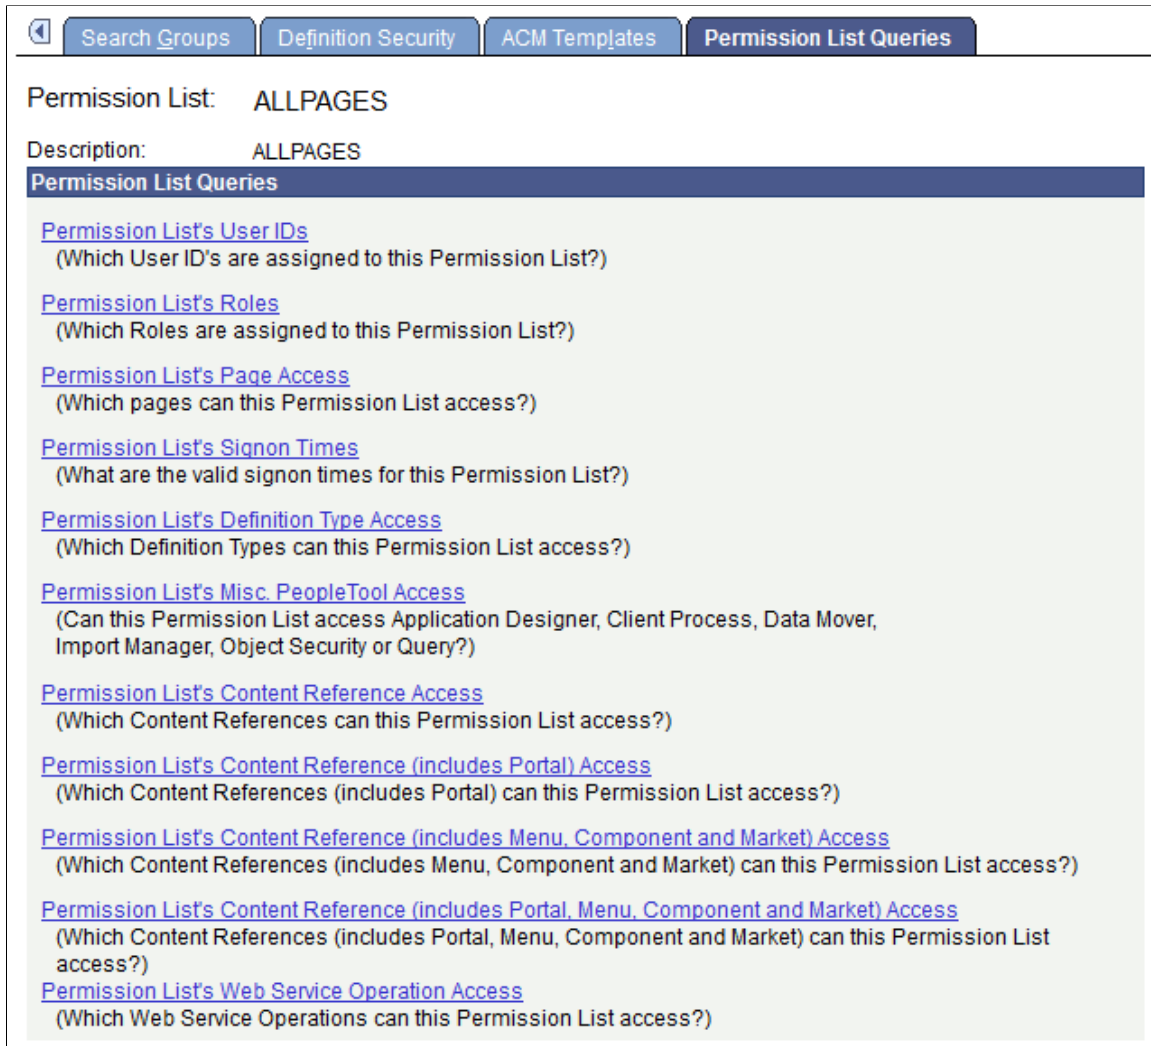 Search Groups Definition Security ACM Templates Permission List Queries
Permission List: ALLPAGES
Description: ALLPAGES
Permission List Queries
Permission List's User IDs
(Which User ID's are assigned to this Permission List?)
Permission List's Roles
(Which Roles are assigned to this Permission List?)
Permission List's Page Access
(Which pages can this Permission List access?)
Permission List's Signon Times
(What are the valid signon times for this Permission List?)
Permission List's Definition Type Access
(Which Definition Types can this Permission List access?)
Permission List's Misc. PeopleTool Access
(Can this Permission List access Application Designer, Client Process, Data Mover,
Import Manager, Object Security or Query?)
Permission List's Content Reference Access
(Which Content References can this Permission List access?)
Permission List's Content Reference (includes Portal) Access
(Which Content References (includes Portal) can this Permission List access?)
Permission List's Content Reference (includes Menu, Component and Market) Access
(Which Content References (includes Menu, Component and Market) can this Permission List access?)
Permission List's Content Reference (includes Portal, Menu, Component and Market) Access
(Which Content References (includes Portal, Menu, Component and Market) can this Permission List
access?)
Permission List's Web Service Operation Access
(Which Web Service Operations can this Permission List access?)